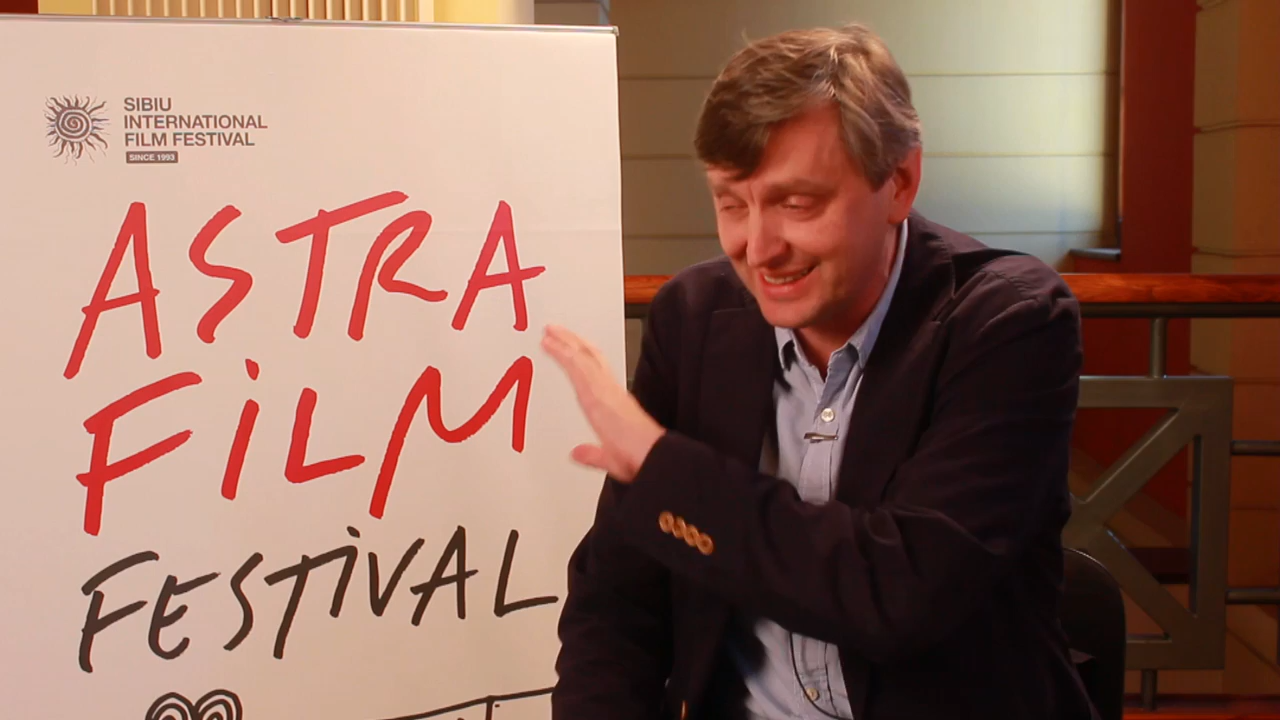 SIBIU
INTERNATIONAL
FILM FESTIVAL
SINCE 1993
ASTRA
FiLM
FESTiVAL